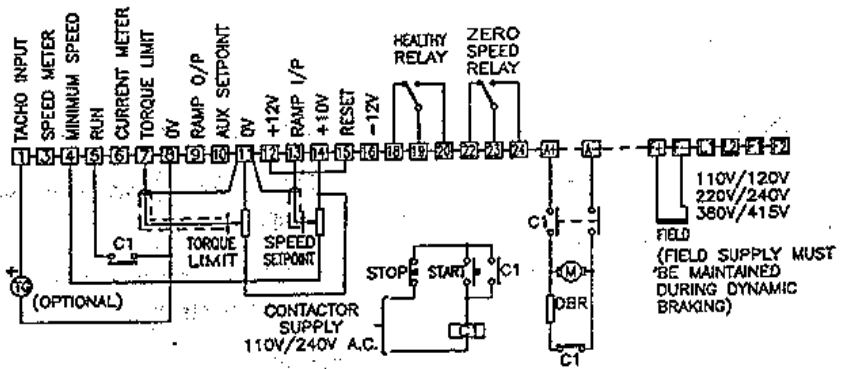 TACHO INPUT
SPEED METER
MINIMUM SPEED
RUN
CURRENT METER
TORQUE LIMIT
0V
RAMP O/P
AUX SETPOINT
0V
+12V
RAMP I/P
+10V
RESET
-12V
HEALTHY
RELAY
ZERO
SPEED
RELAY
1 3 4 5 6 7 8 9 10 11 12 13 14 15 16 18 19 20 22 23 24 A+ A- F+ F-
110V/120V
220V/240V
380V/415V
FIELD
(FIELD SUPPLY MUST
BE MAINTAINED
DURING DYNAMIC
BRAKING)
C1
TORQUE
LIMIT
SPEED
SETPOINT
+
TG
(OPTIONAL)
STOP
START
C1
CONTACTOR
SUPPLY
110V/240V A.C.
C1
C1
M
DBR
C1